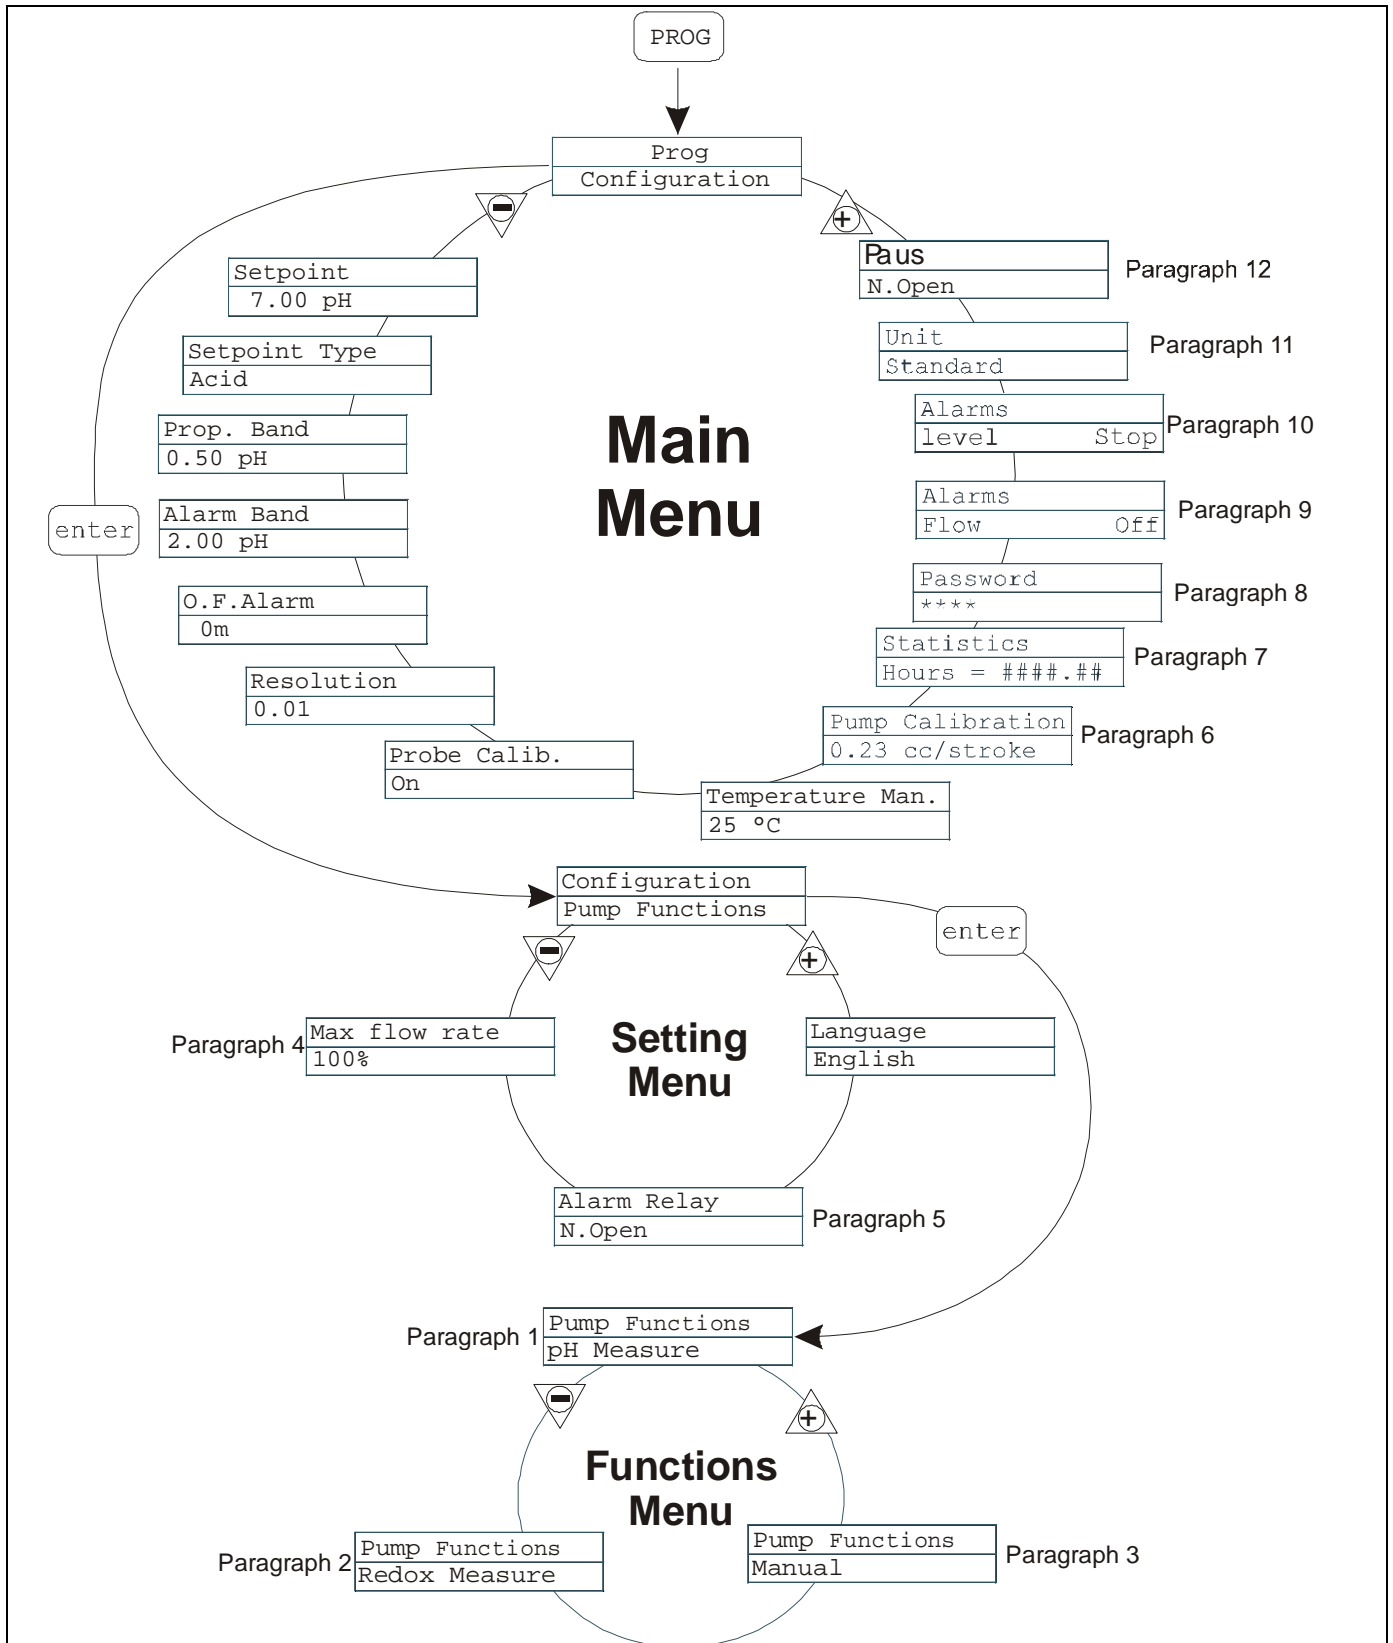 PROG
Prog
Configuration
Setpoint
7.00 pH
Setpoint Type
Acid
Prop. Band
0.50 pH
Alarm Band
2.00 pH
O.F.Alarm
0m
Resolution
0.01
Probe Calib.
On
Temperature Man.
25 °C
Paus
N.Open
Paragraph 12
Unit
Standard
Paragraph 11
Alarms
level Stop
Paragraph 10
Alarms
Flow Off
Paragraph 9
Password
****
Paragraph 8
Statistics
Hours = ####.##
Paragraph 7
Pump Calibration
0.23 cc/stroke
Paragraph 6
Main
Menu
enter
Configuration
Pump Functions
enter
Paragraph 4
Max flow rate
100%
Setting
Menu
Language
English
Alarm Relay
N.Open
Paragraph 5
Paragraph 1
Pump Functions
pH Measure
Functions
Menu
Paragraph 2
Pump Functions
Redox Measure
Pump Functions
Manual
Paragraph 3